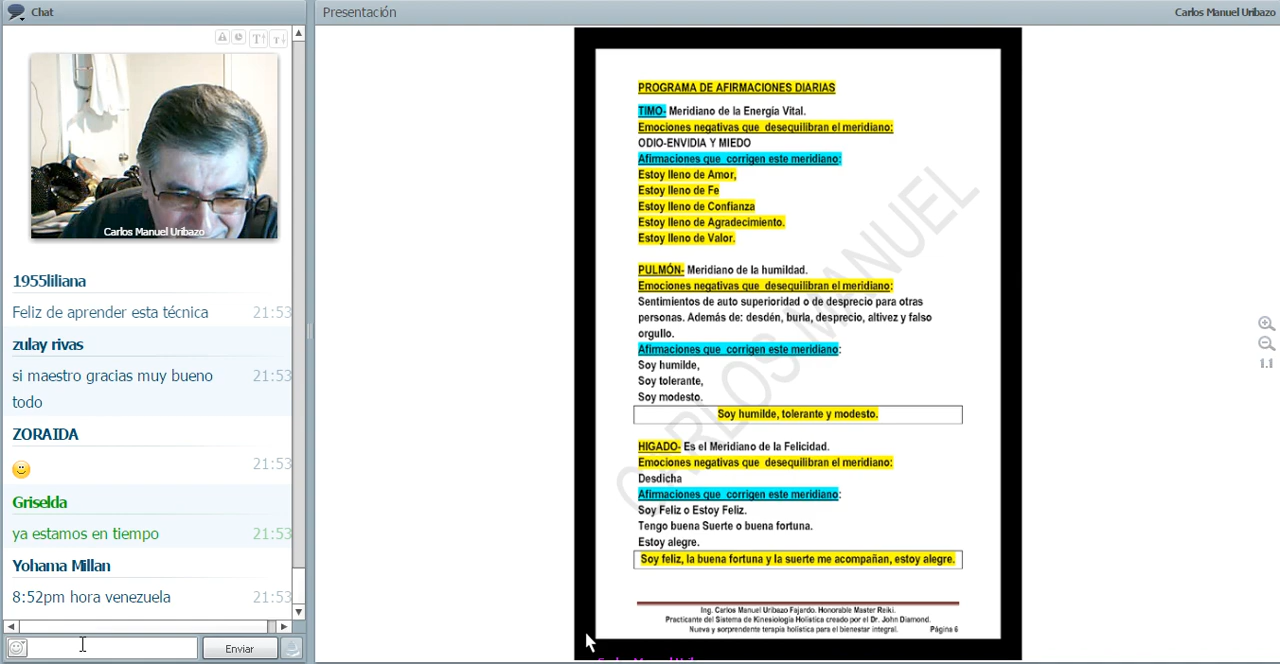 Chat
Presentación
Carlos Manuel Uribazo
Carlos Manuel Uribazo
1955liliana
Feliz de aprender esta técnica 21:53
zulay rivas
si maestro gracias muy bueno 21:53
todo
ZORAIDA
21:53
Griselda
ya estamos en tiempo 21:53
Yohama Millan
8:52pm hora venezuela 21:53
Enviar
PROGRAMA DE AFIRMACIONES DIARIAS
TIMO- Meridiano de la Energía Vital.
Emociones negativas que desequilibran el meridiano:
ODIO-ENVIDIA Y MIEDO
Afirmaciones que corrigen este meridiano:
Estoy lleno de Amor,
Estoy lleno de Fe
Estoy lleno de Confianza
Estoy lleno de Agradecimiento.
Estoy lleno de Valor.
PULMÓN- Meridiano de la humildad.
Emociones negativas que desequilibran el meridiano:
Sentimientos de auto superioridad o de desprecio para otras
personas. Además de: desdén, burla, desprecio, altivez y falso
orgullo.
Afirmaciones que corrigen este meridiano:
Soy humilde,
Soy tolerante,
Soy modesto.
Soy humilde, tolerante y modesto.
HIGADO- Es el Meridiano de la Felicidad.
Emociones negativas que desequilibran el meridiano:
Desdicha
Afirmaciones que corrigen este meridiano:
Soy Feliz o Estoy Feliz.
Tengo buena Suerte o buena fortuna.
Estoy alegre.
Soy feliz, la buena fortuna y la suerte me acompañan, estoy alegre.
Ing. Carlos Manuel Uribazo Fajardo. Honorable Master Reiki.
Practicante del Sistema de Kinesiología Holística creado por el Dr. John Diamond.
Nueva y sorprendente terapia holística para el bienestar integral. Página 6
CARLOS MANUEL
1.1